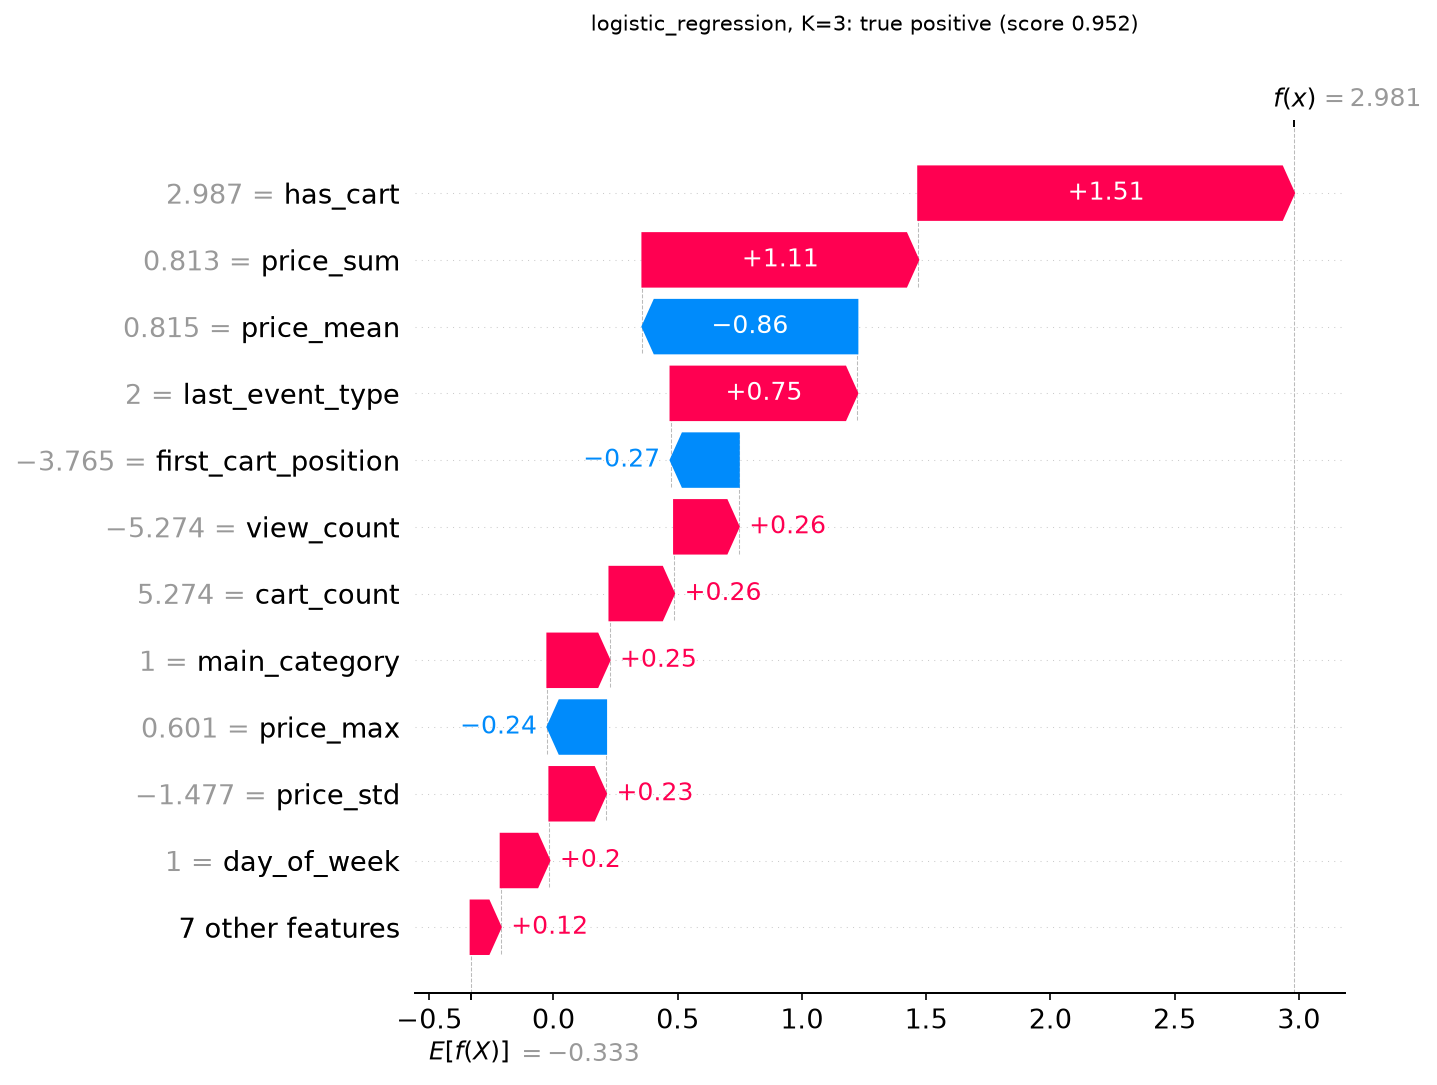 logistic_regression, K=3: true positive (score 0.952)
f(x) = 2.981
2.987 = has_cart +1.51
0.813 = price_sum +1.11
0.815 = price_mean −0.86
2 = last_event_type +0.75
−3.765 = first_cart_position −0.27
−5.274 = view_count +0.26
5.274 = cart_count +0.26
1 = main_category +0.25
0.601 = price_max −0.24
−1.477 = price_std +0.23
1 = day_of_week +0.2
7 other features +0.12
−0.5 0.0 0.5 1.0 1.5 2.0 2.5 3.0
E[f(X)] = −0.333